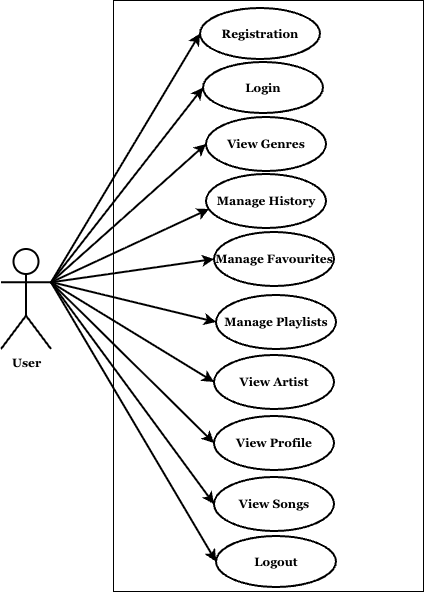 Registration
Login
View Genres
Manage History
Manage Favourites
Manage Playlists
View Artist
View Profile
View Songs
Logout
User